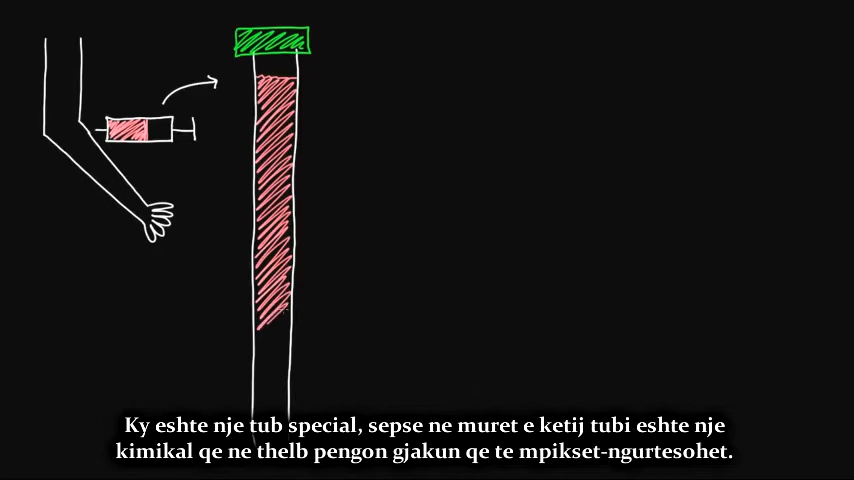 Ky eshte nje tub special, sepse ne muret e ketij tubi eshte nje
kimikal qe ne thelb pengon gjakun qe te mpikset-ngurtesohet.